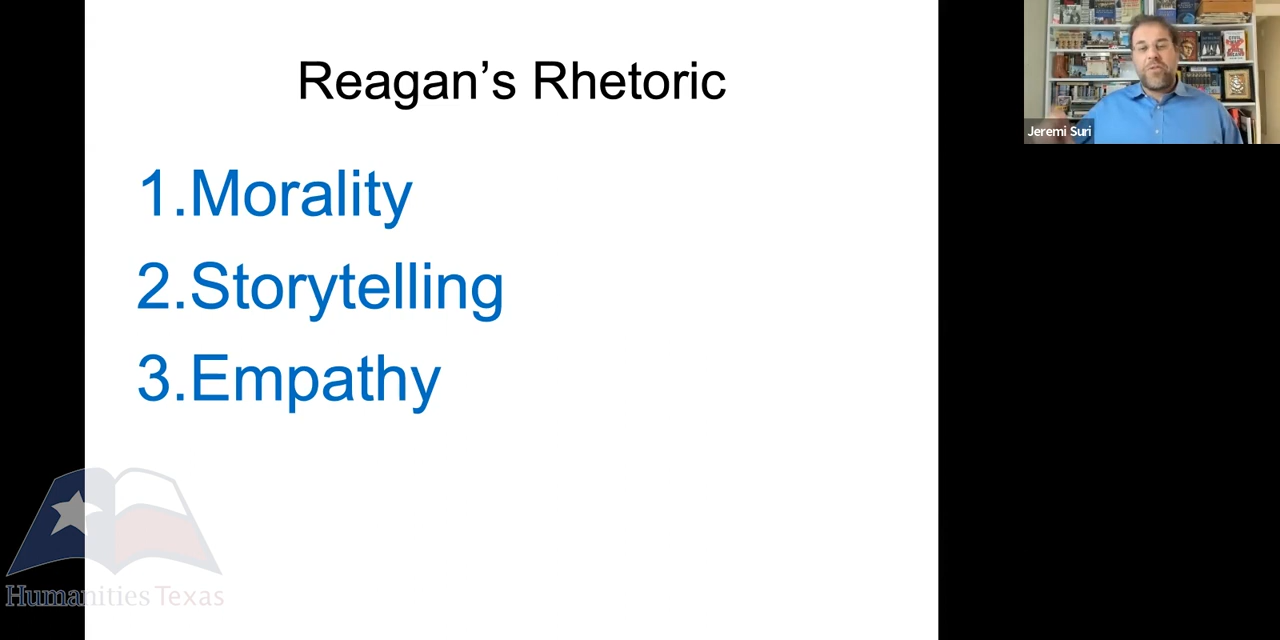 Reagan’s Rhetoric
Jeremi Suri
1.Morality
2.Storytelling
3.Empathy
Humanities Texas